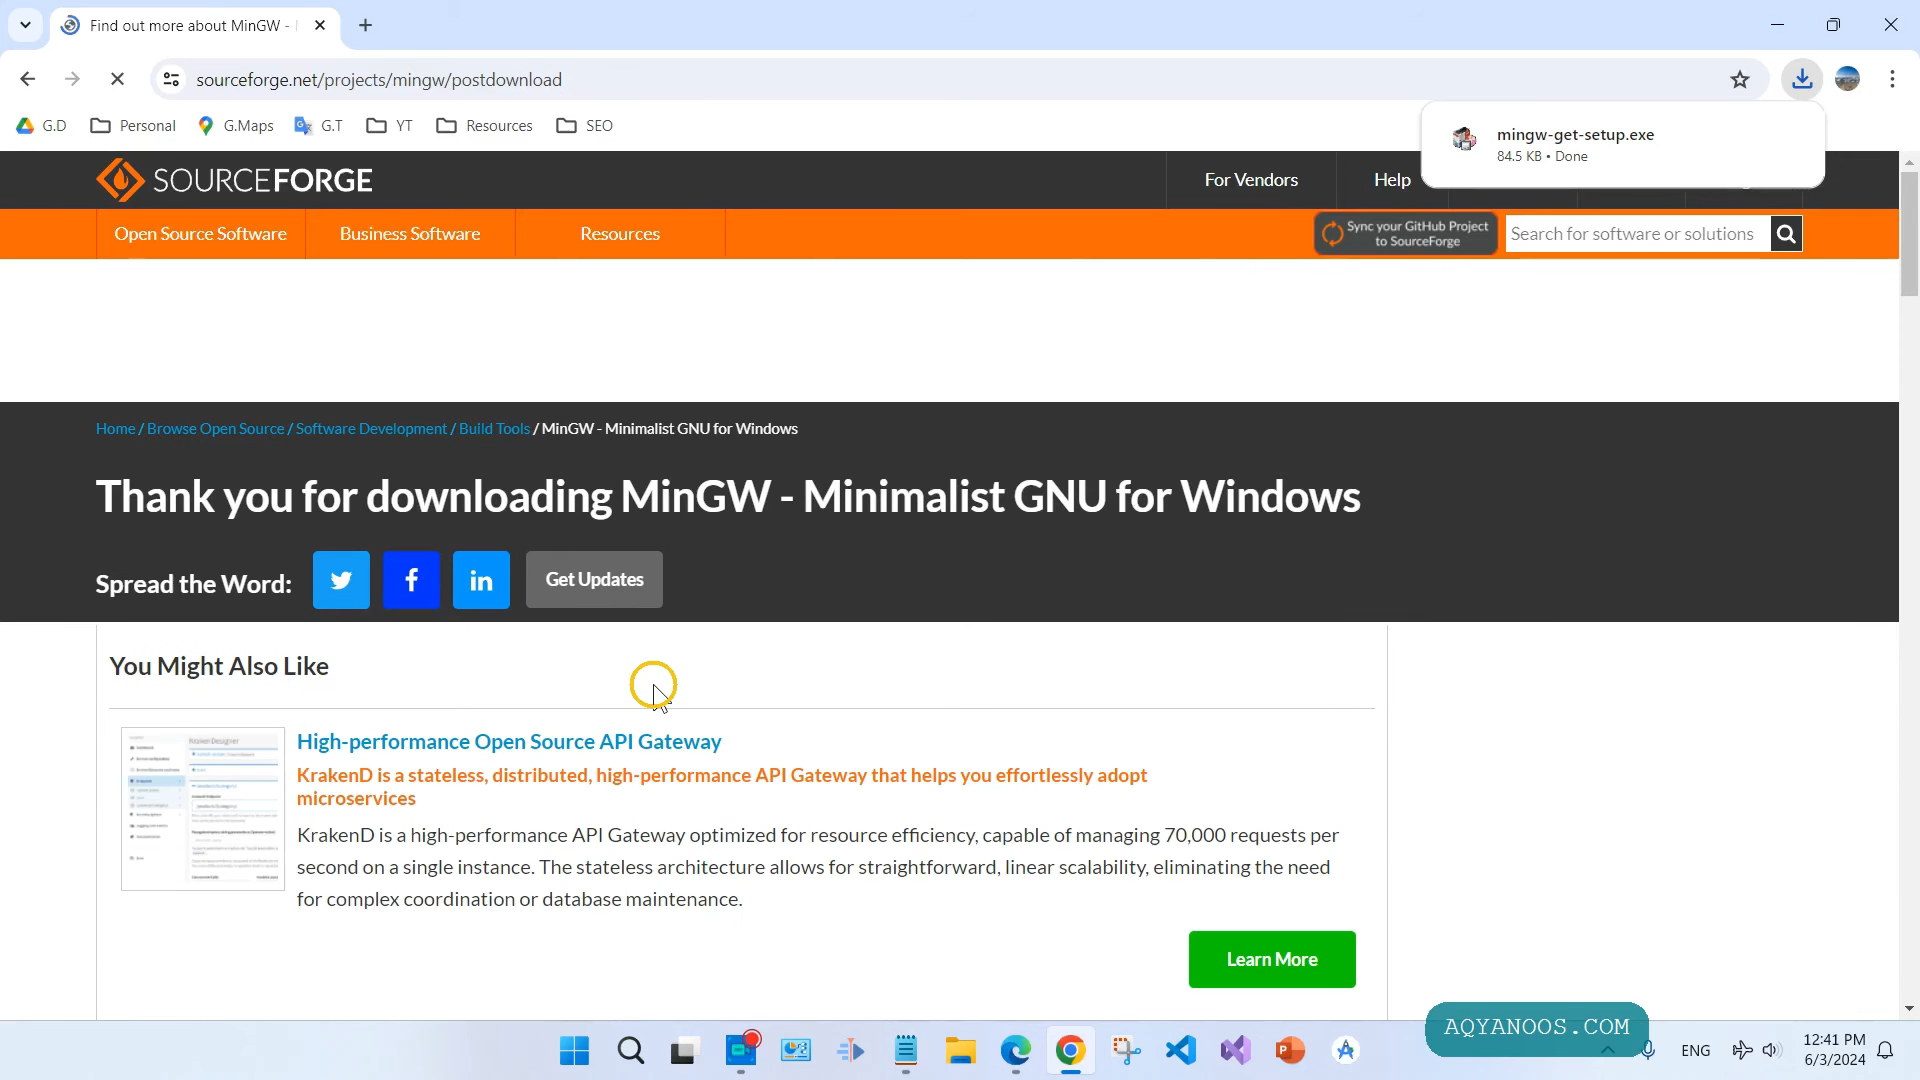 Find out more about MinGW -
sourceforge.net/projects/mingw/postdownload
G.D
Personal
G.Maps
G.T
YT
Resources
SEO
mingw-get-setup.exe
84.5 KB • Done
SOURCEFORGE
For Vendors
Help
Open Source Software
Business Software
Resources
Sync your GitHub Project
to SourceForge
Search for software or solutions
Home / Browse Open Source / Software Development / Build Tools / MinGW - Minimalist GNU for Windows
Thank you for downloading MinGW - Minimalist GNU for Windows
Spread the Word:
Get Updates
You Might Also Like
High-performance Open Source API Gateway
KrakenD is a stateless, distributed, high-performance API Gateway that helps you effortlessly adopt
microservices
KrakenD is a high-performance API Gateway optimized for resource efficiency, capable of managing 70,000 requests per
second on a single instance. The stateless architecture allows for straightforward, linear scalability, eliminating the need
for complex coordination or database maintenance.
Learn More
AQYANOOS.COM
ENG
12:41 PM
6/3/2024